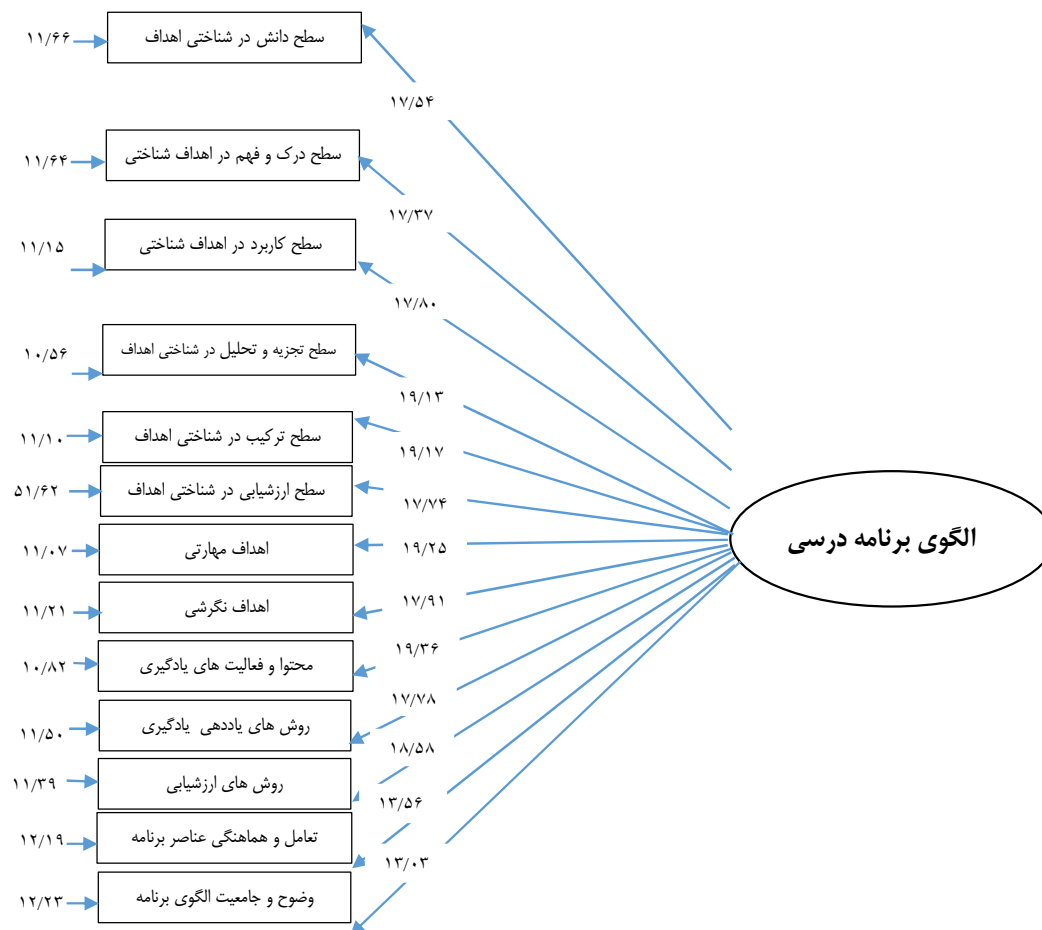 سطح دانش در شناختی اهداف
۱۱/۶۶
۱۷/۵۴
سطح درک و فهم در اهداف شناختی
۱۱/۶۴
۱۷/۳۷
سطح کاربرد در اهداف شناختی
۱۱/۱۵
۱۷/۸۰
سطح تجزیه و تحلیل در شناختی اهداف
۱۰/۵۶
۱۹/۱۳
سطح ترکیب در شناختی اهداف
۱۱/۱۰
۱۹/۱۷
سطح ارزشیابی در شناختی اهداف
۵۱/۶۲
۱۷/۷۴
اهداف مهارتی
۱۱/۰۷
۱۹/۲۵
الگوی برنامه درسی
اهداف نگرشی
۱۱/۲۱
۱۷/۹۱
محتوا و فعالیت های یادگیری
۱۰/۸۲
۱۹/۳۶
روش های یاددهی یادگیری
۱۱/۵۰
۱۷/۷۸
روش های ارزشیابی
۱۱/۳۹
۱۸/۵۸
تعامل و هماهنگی عناصر برنامه
۱۲/۱۹
۱۳/۵۶
وضوح و جامعیت الگوی برنامه
۱۲/۲۳
۱۳/۰۳